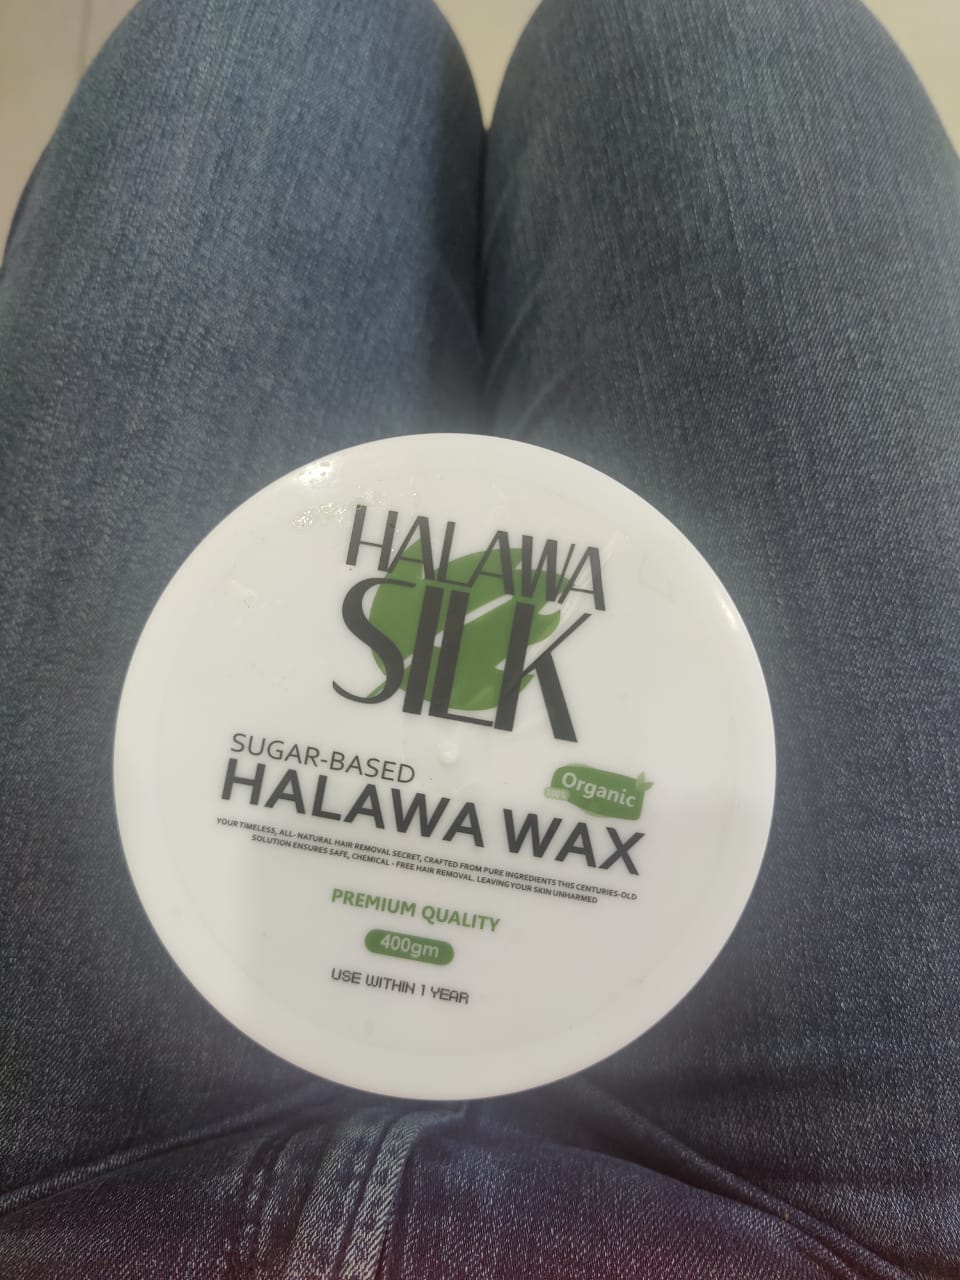 HALAWA
SILK
SUGAR-BASED
HALAWA WAX
Organic
100%
YOUR TIMELESS, ALL- NATURAL HAIR REMOVAL SECRET, CRAFTED FROM PURE INGREDIENTS THIS CENTURIES-OLD
SOLUTION ENSURES SAFE, CHEMICAL - FREE HAIR REMOVAL. LEAVING YOUR SKIN UNHARMED
PREMIUM QUALITY
400gm
USE WITHIN 1 YEAR